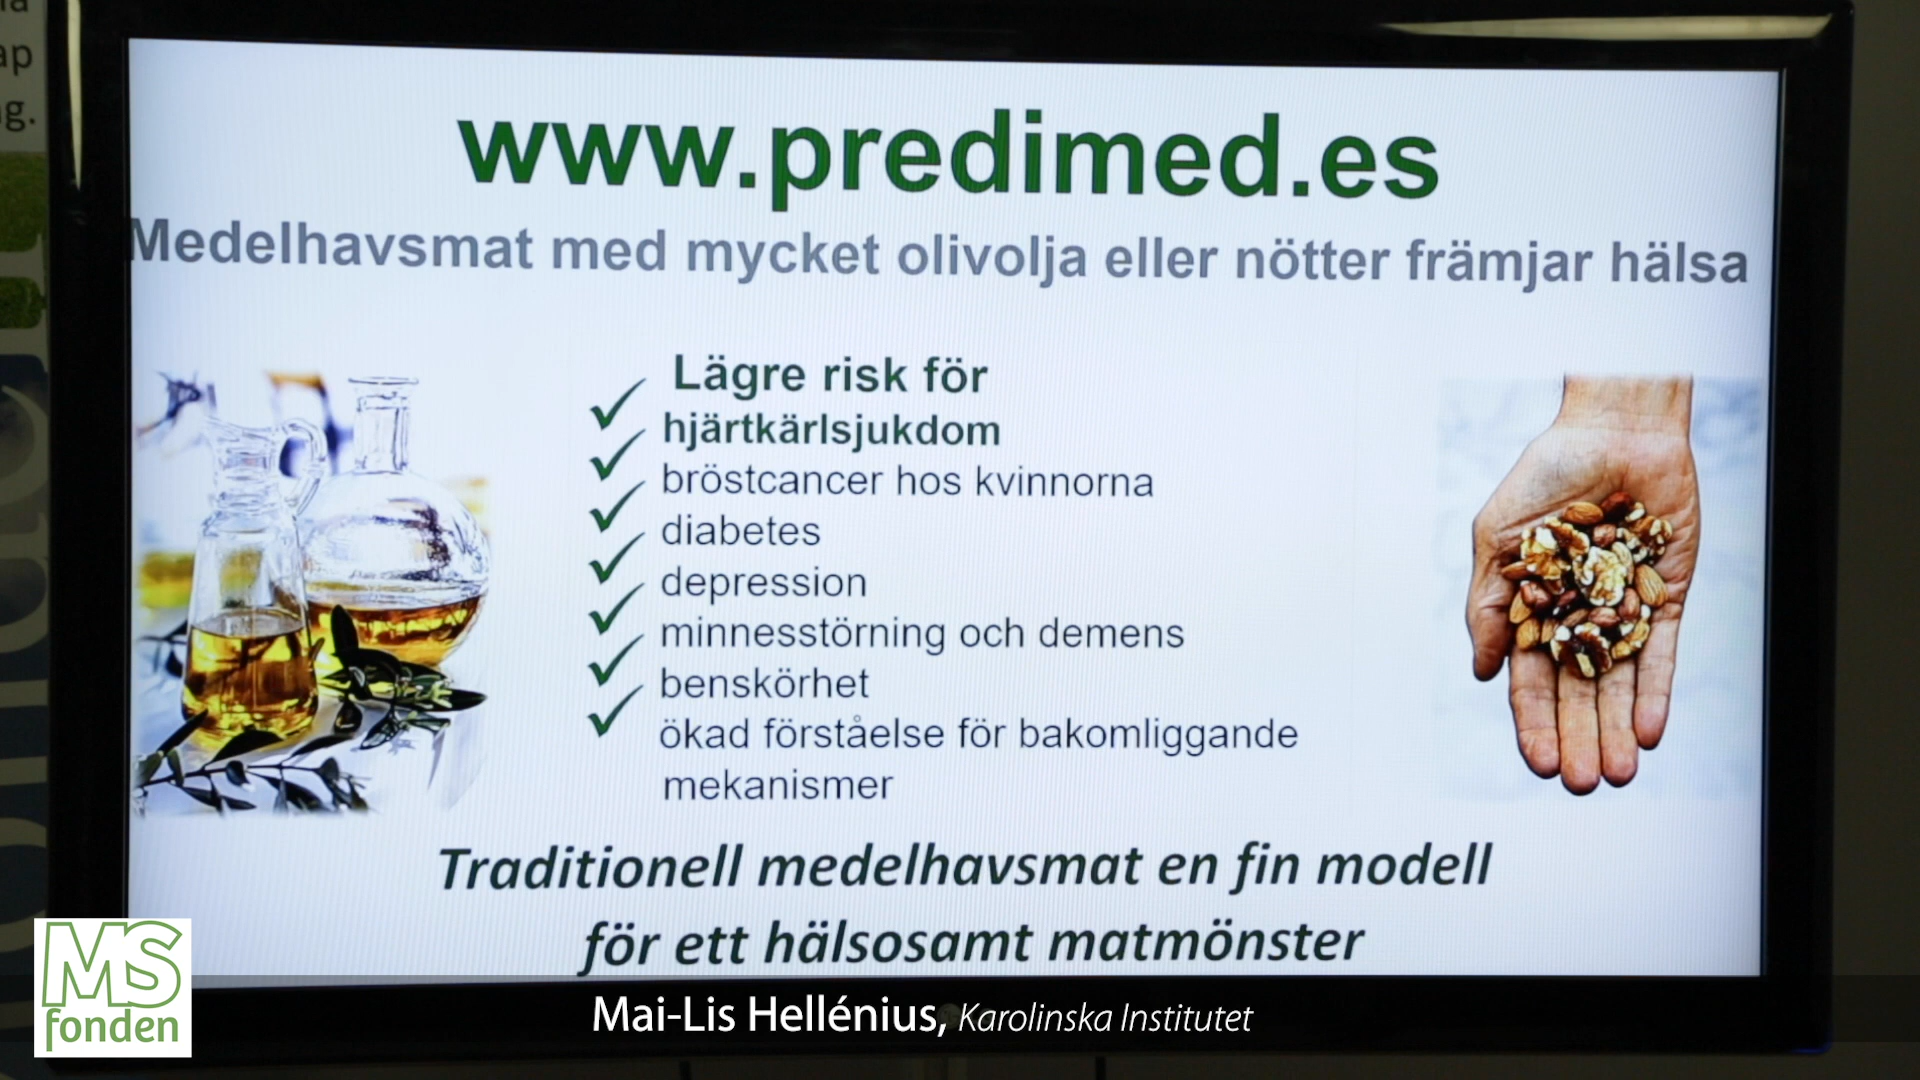 ap
g.
www.predimed.es
Medelhavsmat med mycket olivolja eller nötter främjar hälsa
Lägre risk för
hjärtkärlsjukdom
bröstcancer hos kvinnorna
diabetes
depression
minnesstörning och demens
benskörhet
ökad förståelse för bakomliggande
mekanismer
Traditionell medelhavsmat en fin modell
för ett hälsosamt matmönster
MS
fonden
Mai-Lis Hellénius, Karolinska Institutet